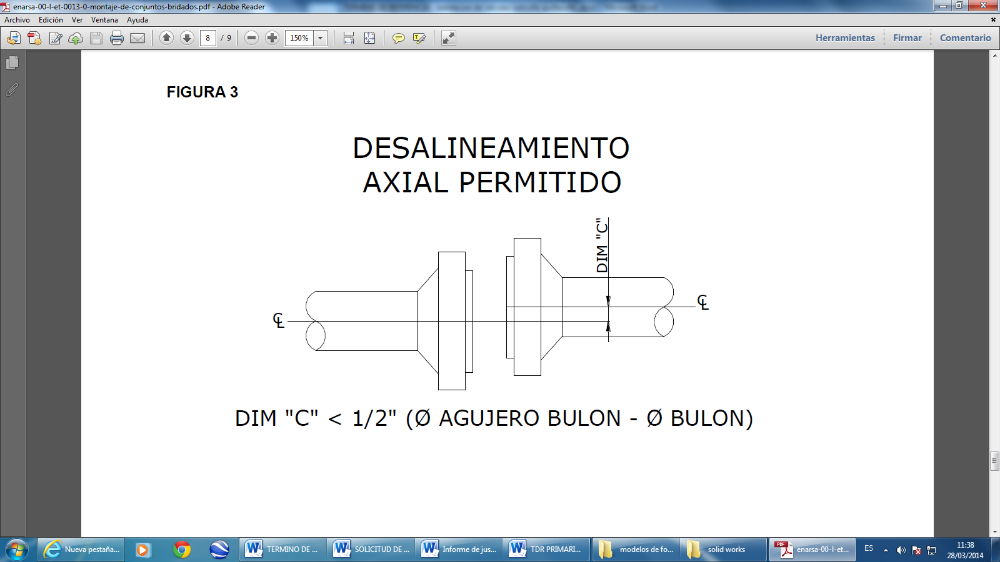 enarsa-00-I-et-0013-0-montaje-de-conjuntos-bridados.pdf - Adobe Reader
Archivo Edición Ver Ventana Ayuda
8 / 9 150% Herramientas Firmar Comentario
FIGURA 3
DESALINEAMIENTO
AXIAL PERMITIDO
DIM "C"
℄
℄
DIM "C" < 1/2" (Ø AGUJERO BULON - Ø BULON)
Nueva pestaña... TERMINO DE ... SOLICITUD DE ... Informe de jus... TDR PRIMARI... modelos de fo... solid works enarsa-00-I-et... ES 11:38
28/03/2014